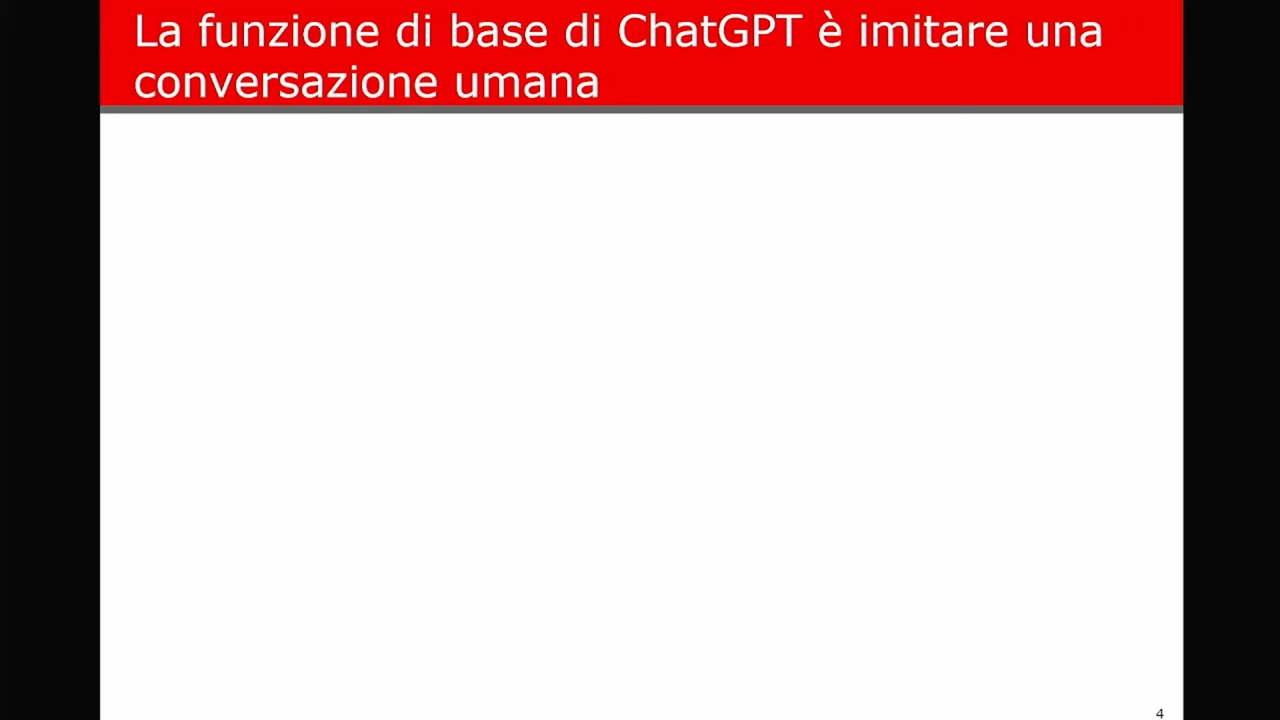 La funzione di base di ChatGPT è imitare una
conversazione umana
4